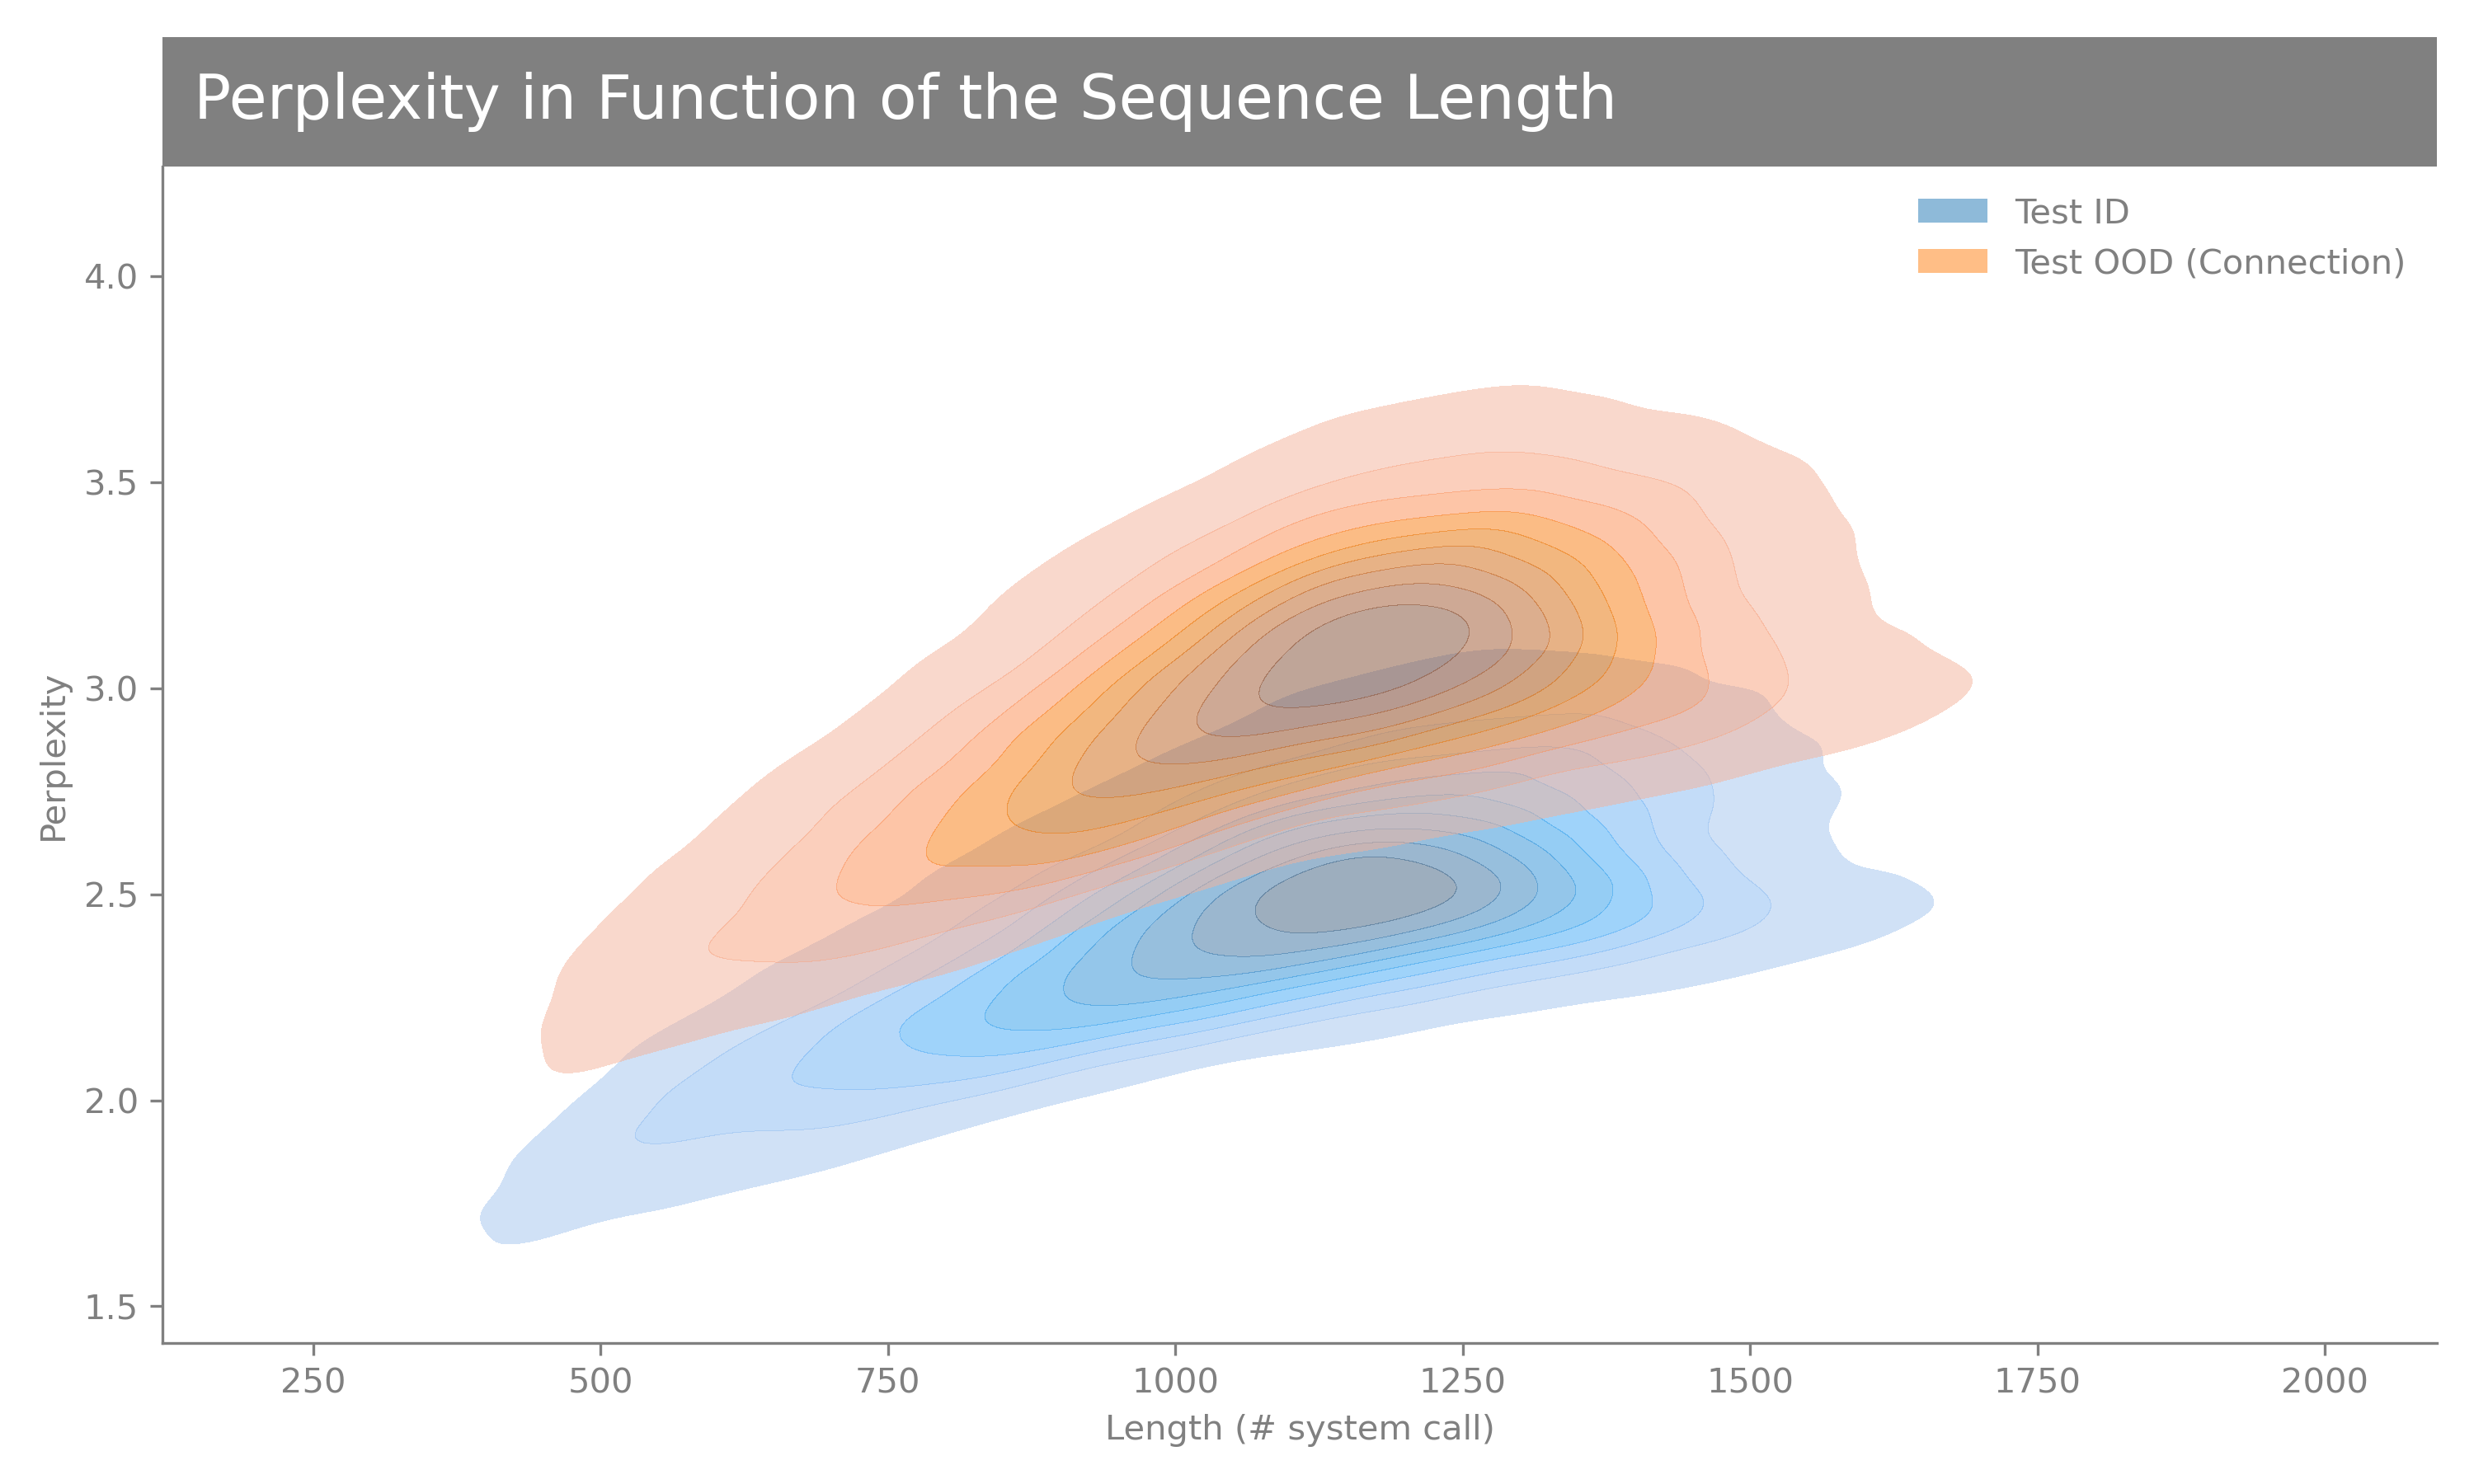 Perplexity in Function of the Sequence Length
Test ID
Test OOD (Connection)
4.0
3.5
3.0
2.5
2.0
1.5
Perplexity
250 500 750 1000 1250 1500 1750 2000
Length (# system call)